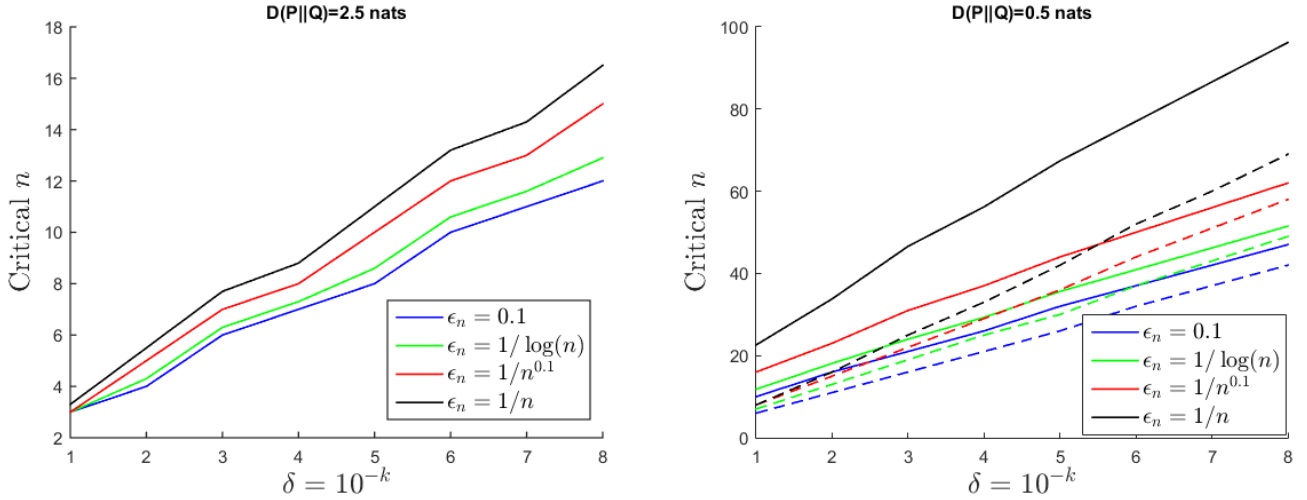 D(P||Q)=2.5 nats
18
16
14
12
10
8
6
4
2
Critical n
ϵn = 0.1
ϵn = 1/ log(n)
ϵn = 1/n^0.1
ϵn = 1/n
1 2 3 4 5 6 7 8
δ = 10^−k
D(P||Q)=0.5 nats
100
80
60
40
20
0
Critical n
ϵn = 0.1
ϵn = 1/ log(n)
ϵn = 1/n^0.1
ϵn = 1/n
1 2 3 4 5 6 7 8
δ = 10^−k